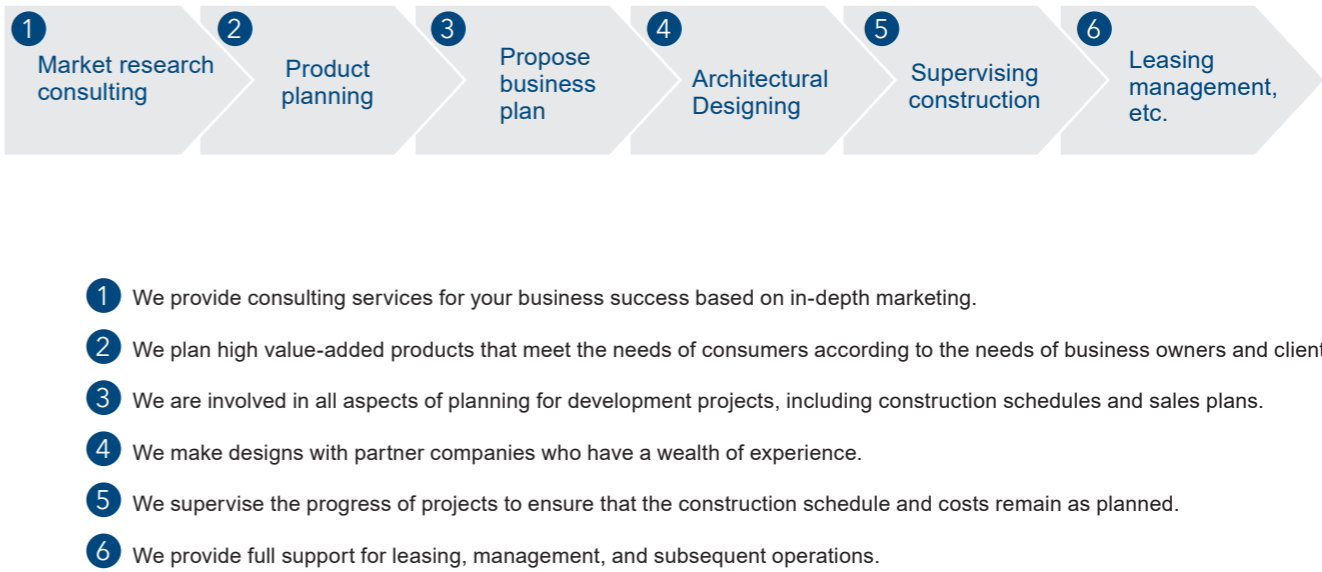 1
Market research
consulting
2
Product
planning
3
Propose
business
plan
4
Architectural
Designing
5
Supervising
construction
6
Leasing
management,
etc.
1 We provide consulting services for your business success based on in-depth marketing.
2 We plan high value-added products that meet the needs of consumers according to the needs of business owners and client
3 We are involved in all aspects of planning for development projects, including construction schedules and sales plans.
4 We make designs with partner companies who have a wealth of experience.
5 We supervise the progress of projects to ensure that the construction schedule and costs remain as planned.
6 We provide full support for leasing, management, and subsequent operations.